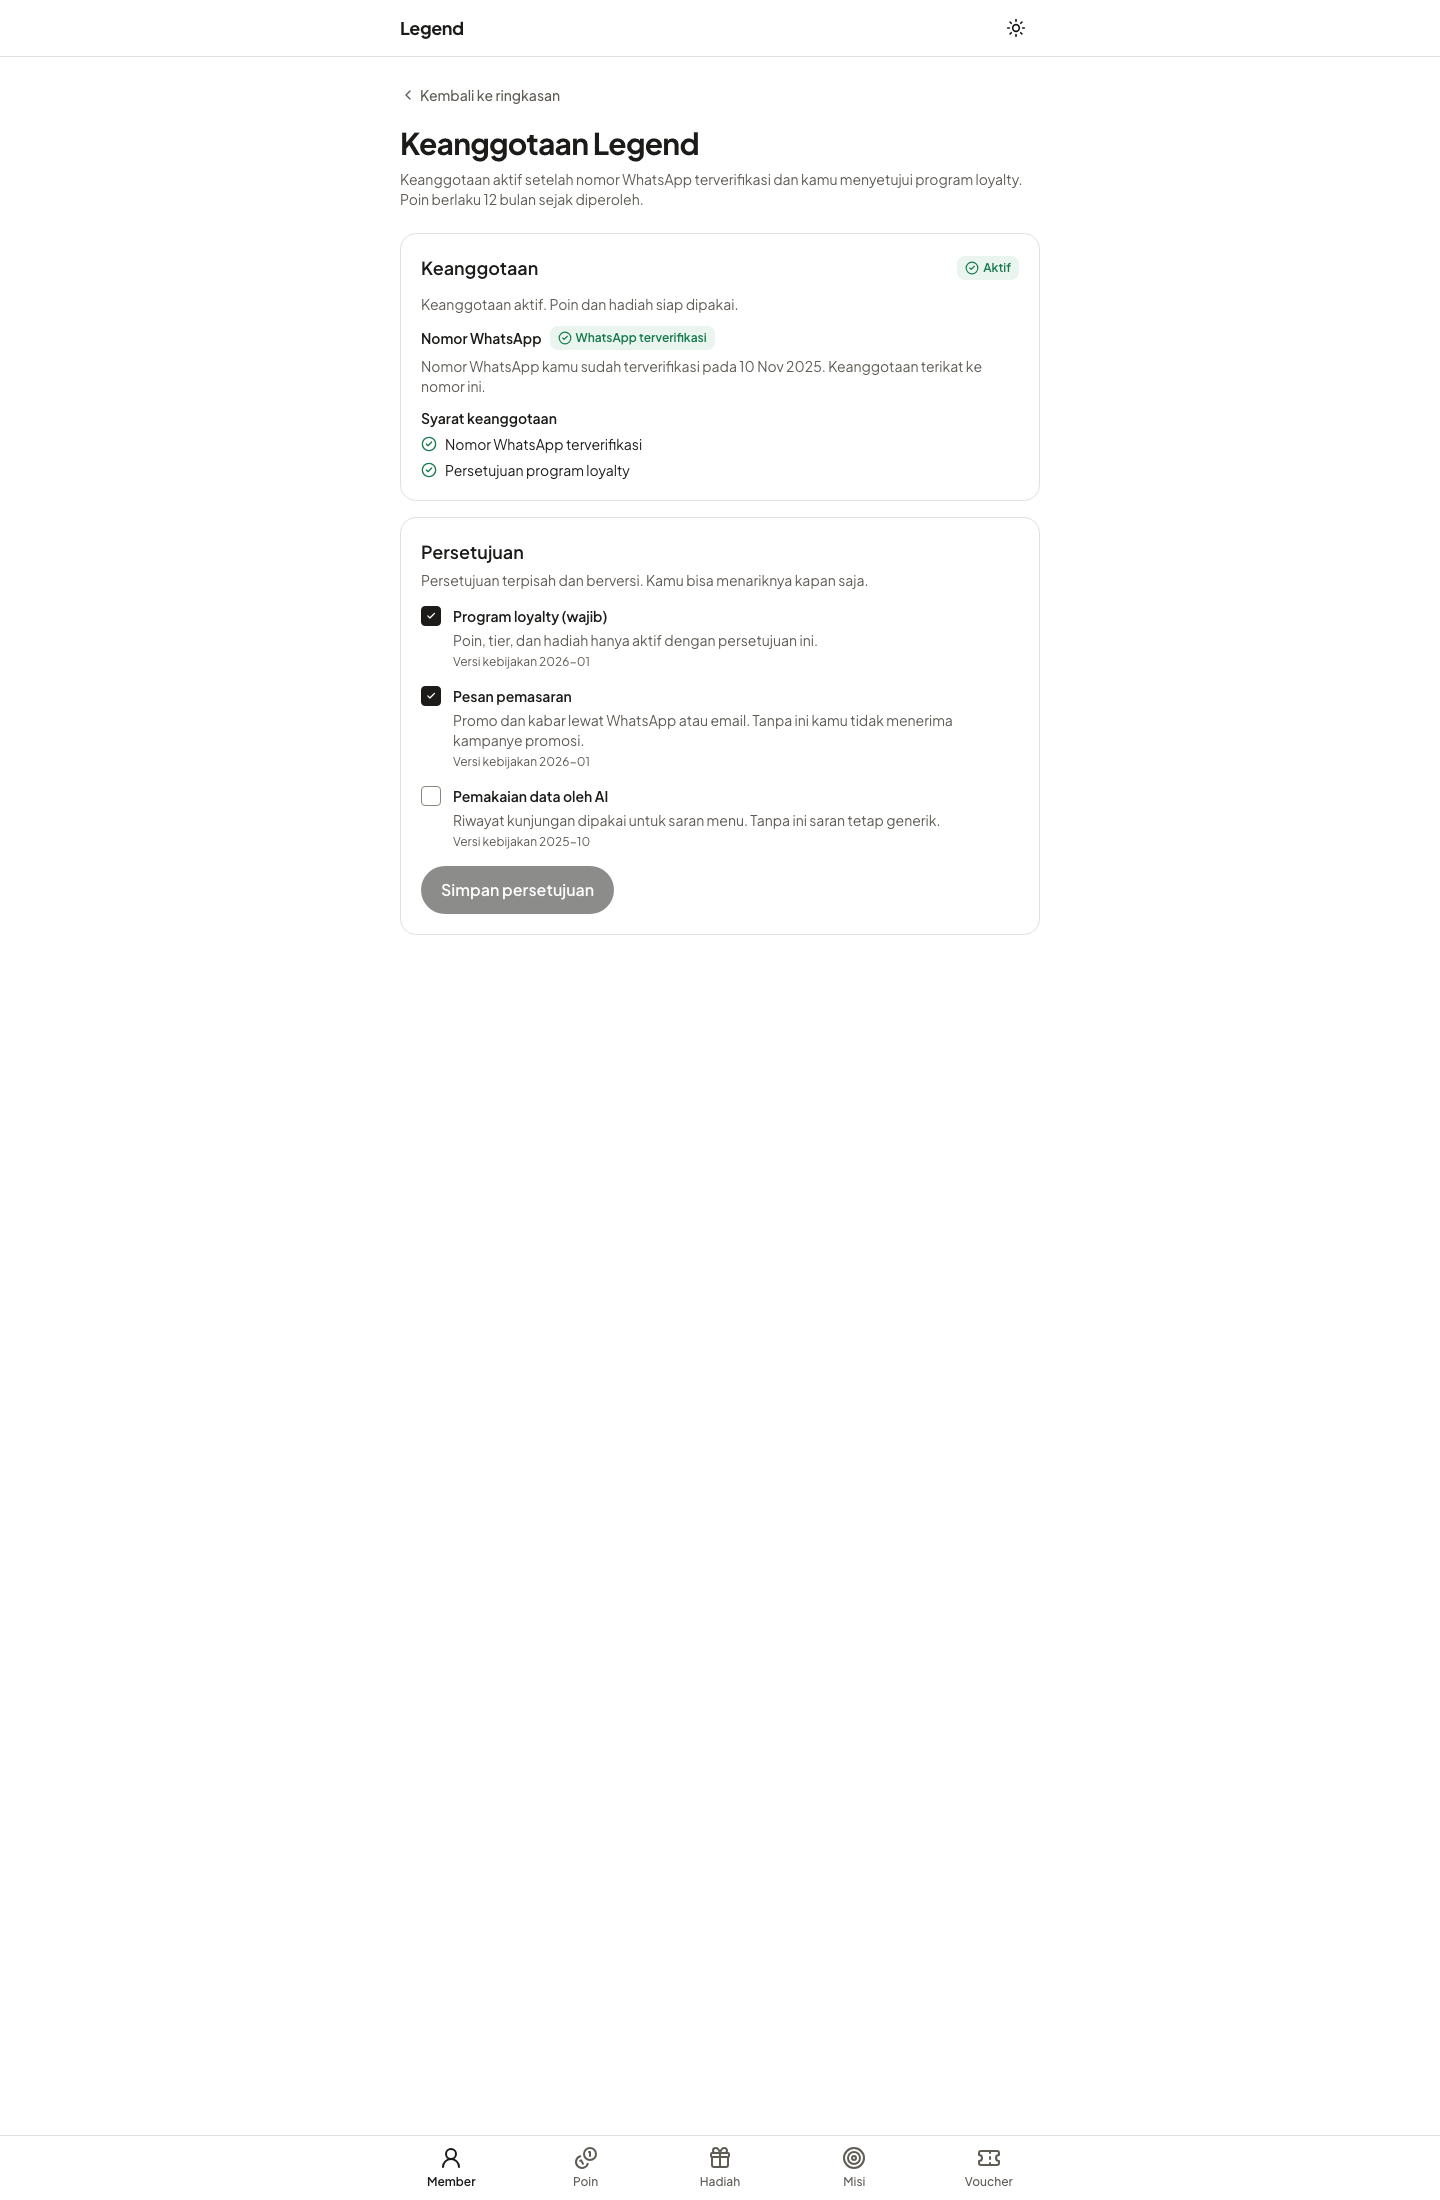 Legend
Kembali ke ringkasan
Keanggotaan Legend
Keanggotaan aktif setelah nomor WhatsApp terverifikasi dan kamu menyetujui program loyalty.
Poin berlaku 12 bulan sejak diperoleh.
Keanggotaan
Aktif
Keanggotaan aktif. Poin dan hadiah siap dipakai.
Nomor WhatsApp
WhatsApp terverifikasi
Nomor WhatsApp kamu sudah terverifikasi pada 10 Nov 2025. Keanggotaan terikat ke
nomor ini.
Syarat keanggotaan
Nomor WhatsApp terverifikasi
Persetujuan program loyalty
Persetujuan
Persetujuan terpisah dan berversi. Kamu bisa menariknya kapan saja.
Program loyalty (wajib)
Poin, tier, dan hadiah hanya aktif dengan persetujuan ini.
Versi kebijakan 2026-01
Pesan pemasaran
Promo dan kabar lewat WhatsApp atau email. Tanpa ini kamu tidak menerima
kampanye promosi.
Versi kebijakan 2026-01
Pemakaian data oleh AI
Riwayat kunjungan dipakai untuk saran menu. Tanpa ini saran tetap generik.
Versi kebijakan 2025-10
Simpan persetujuan
Member
Poin
Hadiah
Misi
Voucher